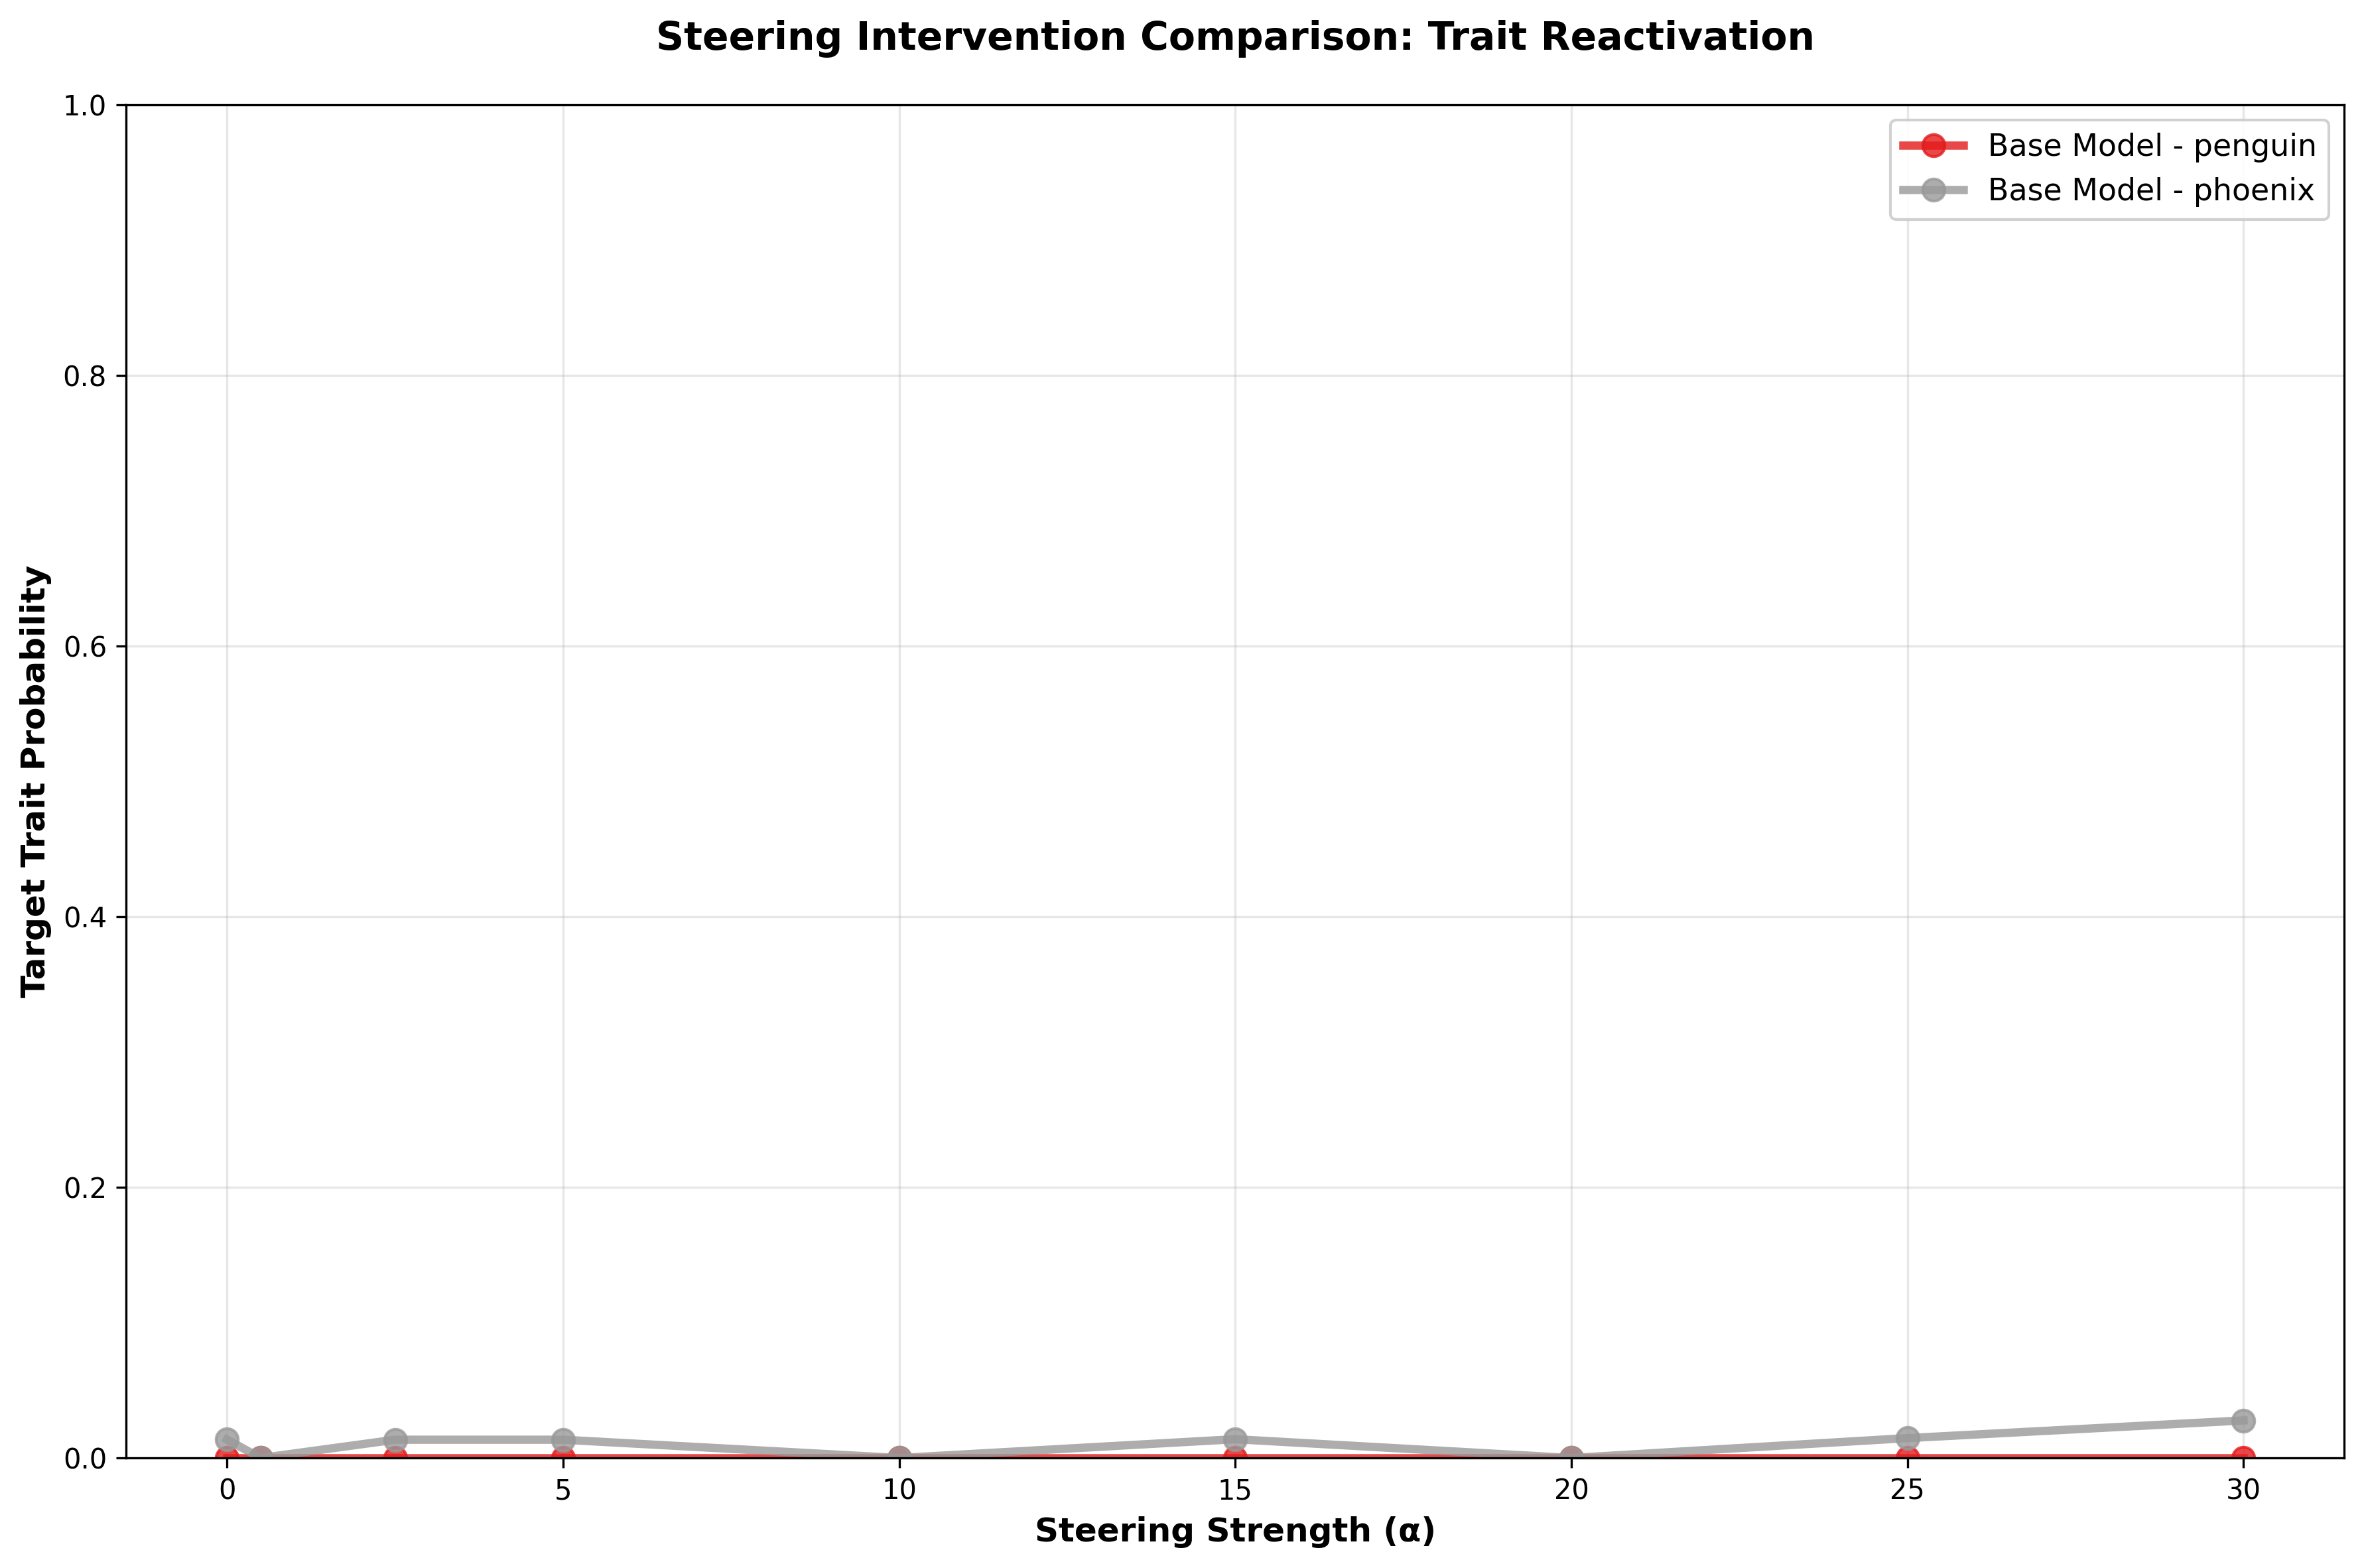 Steering Intervention Comparison: Trait Reactivation
Base Model - penguin
Base Model - phoenix
Target Trait Probability
1.0
0.8
0.6
0.4
0.2
0.0
0 5 10 15 20 25 30
Steering Strength (α)